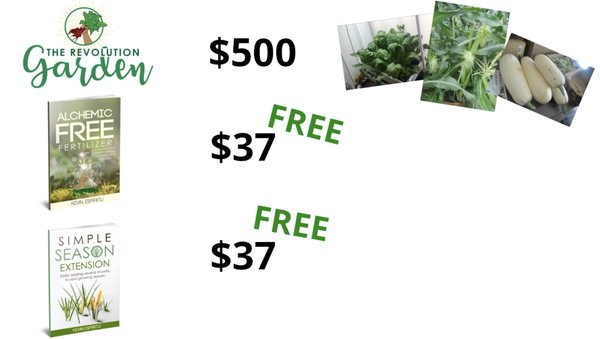 THE REVOLUTION
Garden
$500
ALCHEMIC
FREE
FERTILIZER
KEVIN ESPIRITU
$37
FREE
SIMPLE
SEASON
EXTENSION
Easily adding several months
to your growing season
KEVIN ESPIRITU
$37
FREE